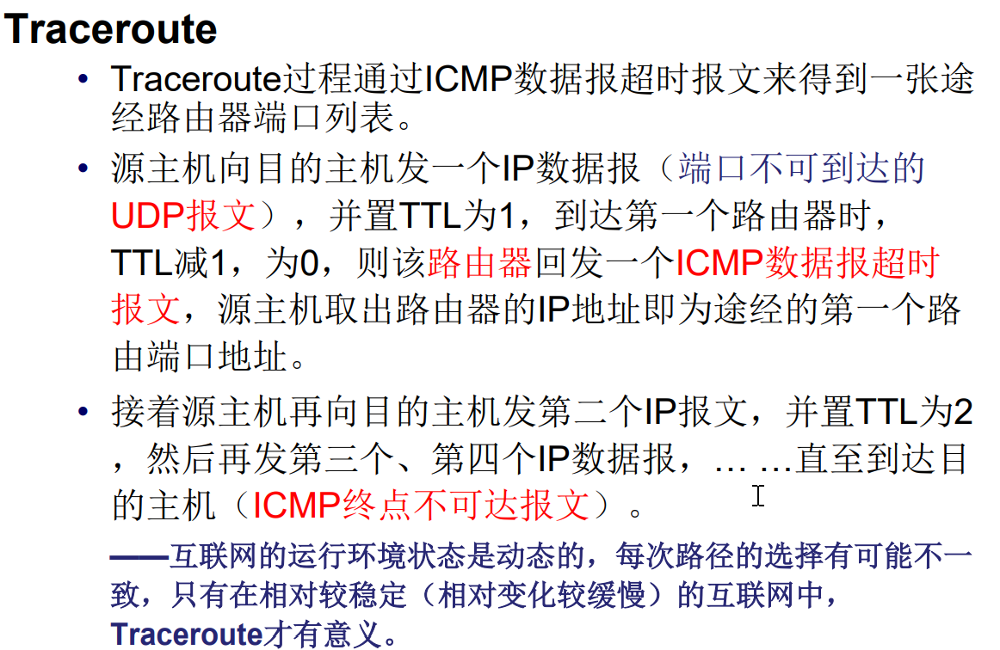 Traceroute
• Traceroute过程通过ICMP数据报超时报文来得到一张途
经路由器端口列表。
• 源主机向目的主机发一个IP数据报（端口不可到达的
UDP报文），并置TTL为1，到达第一个路由器时，
TTL减1，为0，则该路由器回发一个ICMP数据报超时
报文，源主机取出路由器的IP地址即为途经的第一个路
由端口地址。
• 接着源主机再向目的主机发第二个IP报文，并置TTL为2
，然后再发第三个、第四个IP数据报，… …直至到达目
的主机（ICMP终点不可达报文）。
——互联网的运行环境状态是动态的，每次路径的选择有可能不一
致，只有在相对较稳定（相对变化较缓慢）的互联网中，
Traceroute才有意义。